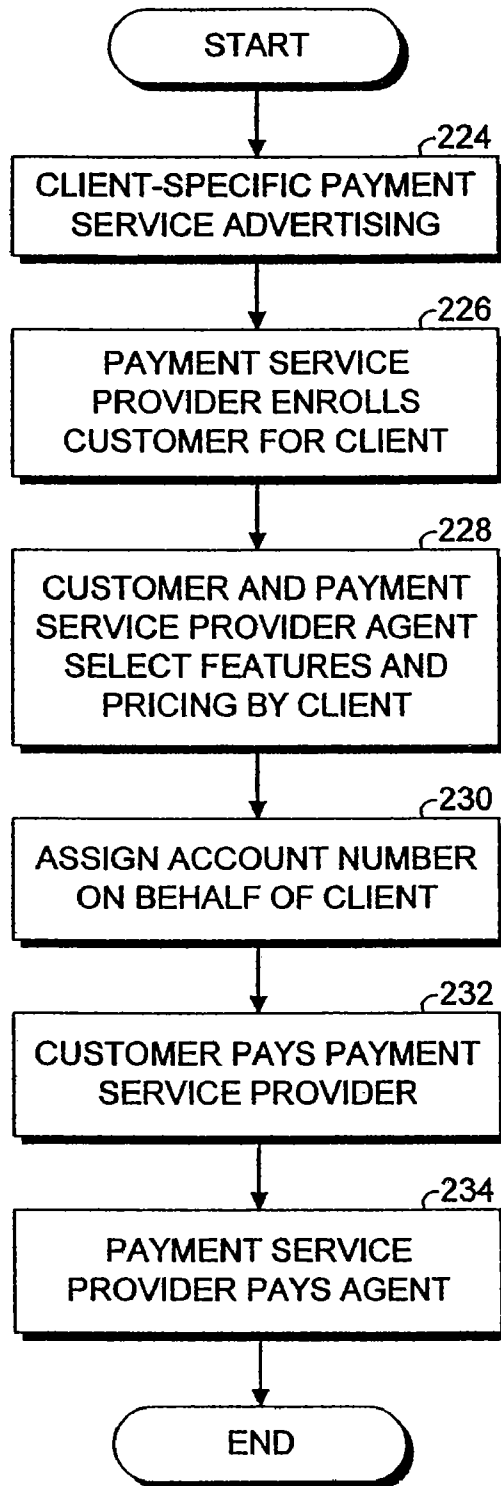 START
224
CLIENT-SPECIFIC PAYMENT
SERVICE ADVERTISING
226
PAYMENT SERVICE
PROVIDER ENROLLS
CUSTOMER FOR CLIENT
228
CUSTOMER AND PAYMENT
SERVICE PROVIDER AGENT
SELECT FEATURES AND
PRICING BY CLIENT
230
ASSIGN ACCOUNT NUMBER
ON BEHALF OF CLIENT
232
CUSTOMER PAYS PAYMENT
SERVICE PROVIDER
234
PAYMENT SERVICE
PROVIDER PAYS AGENT
END